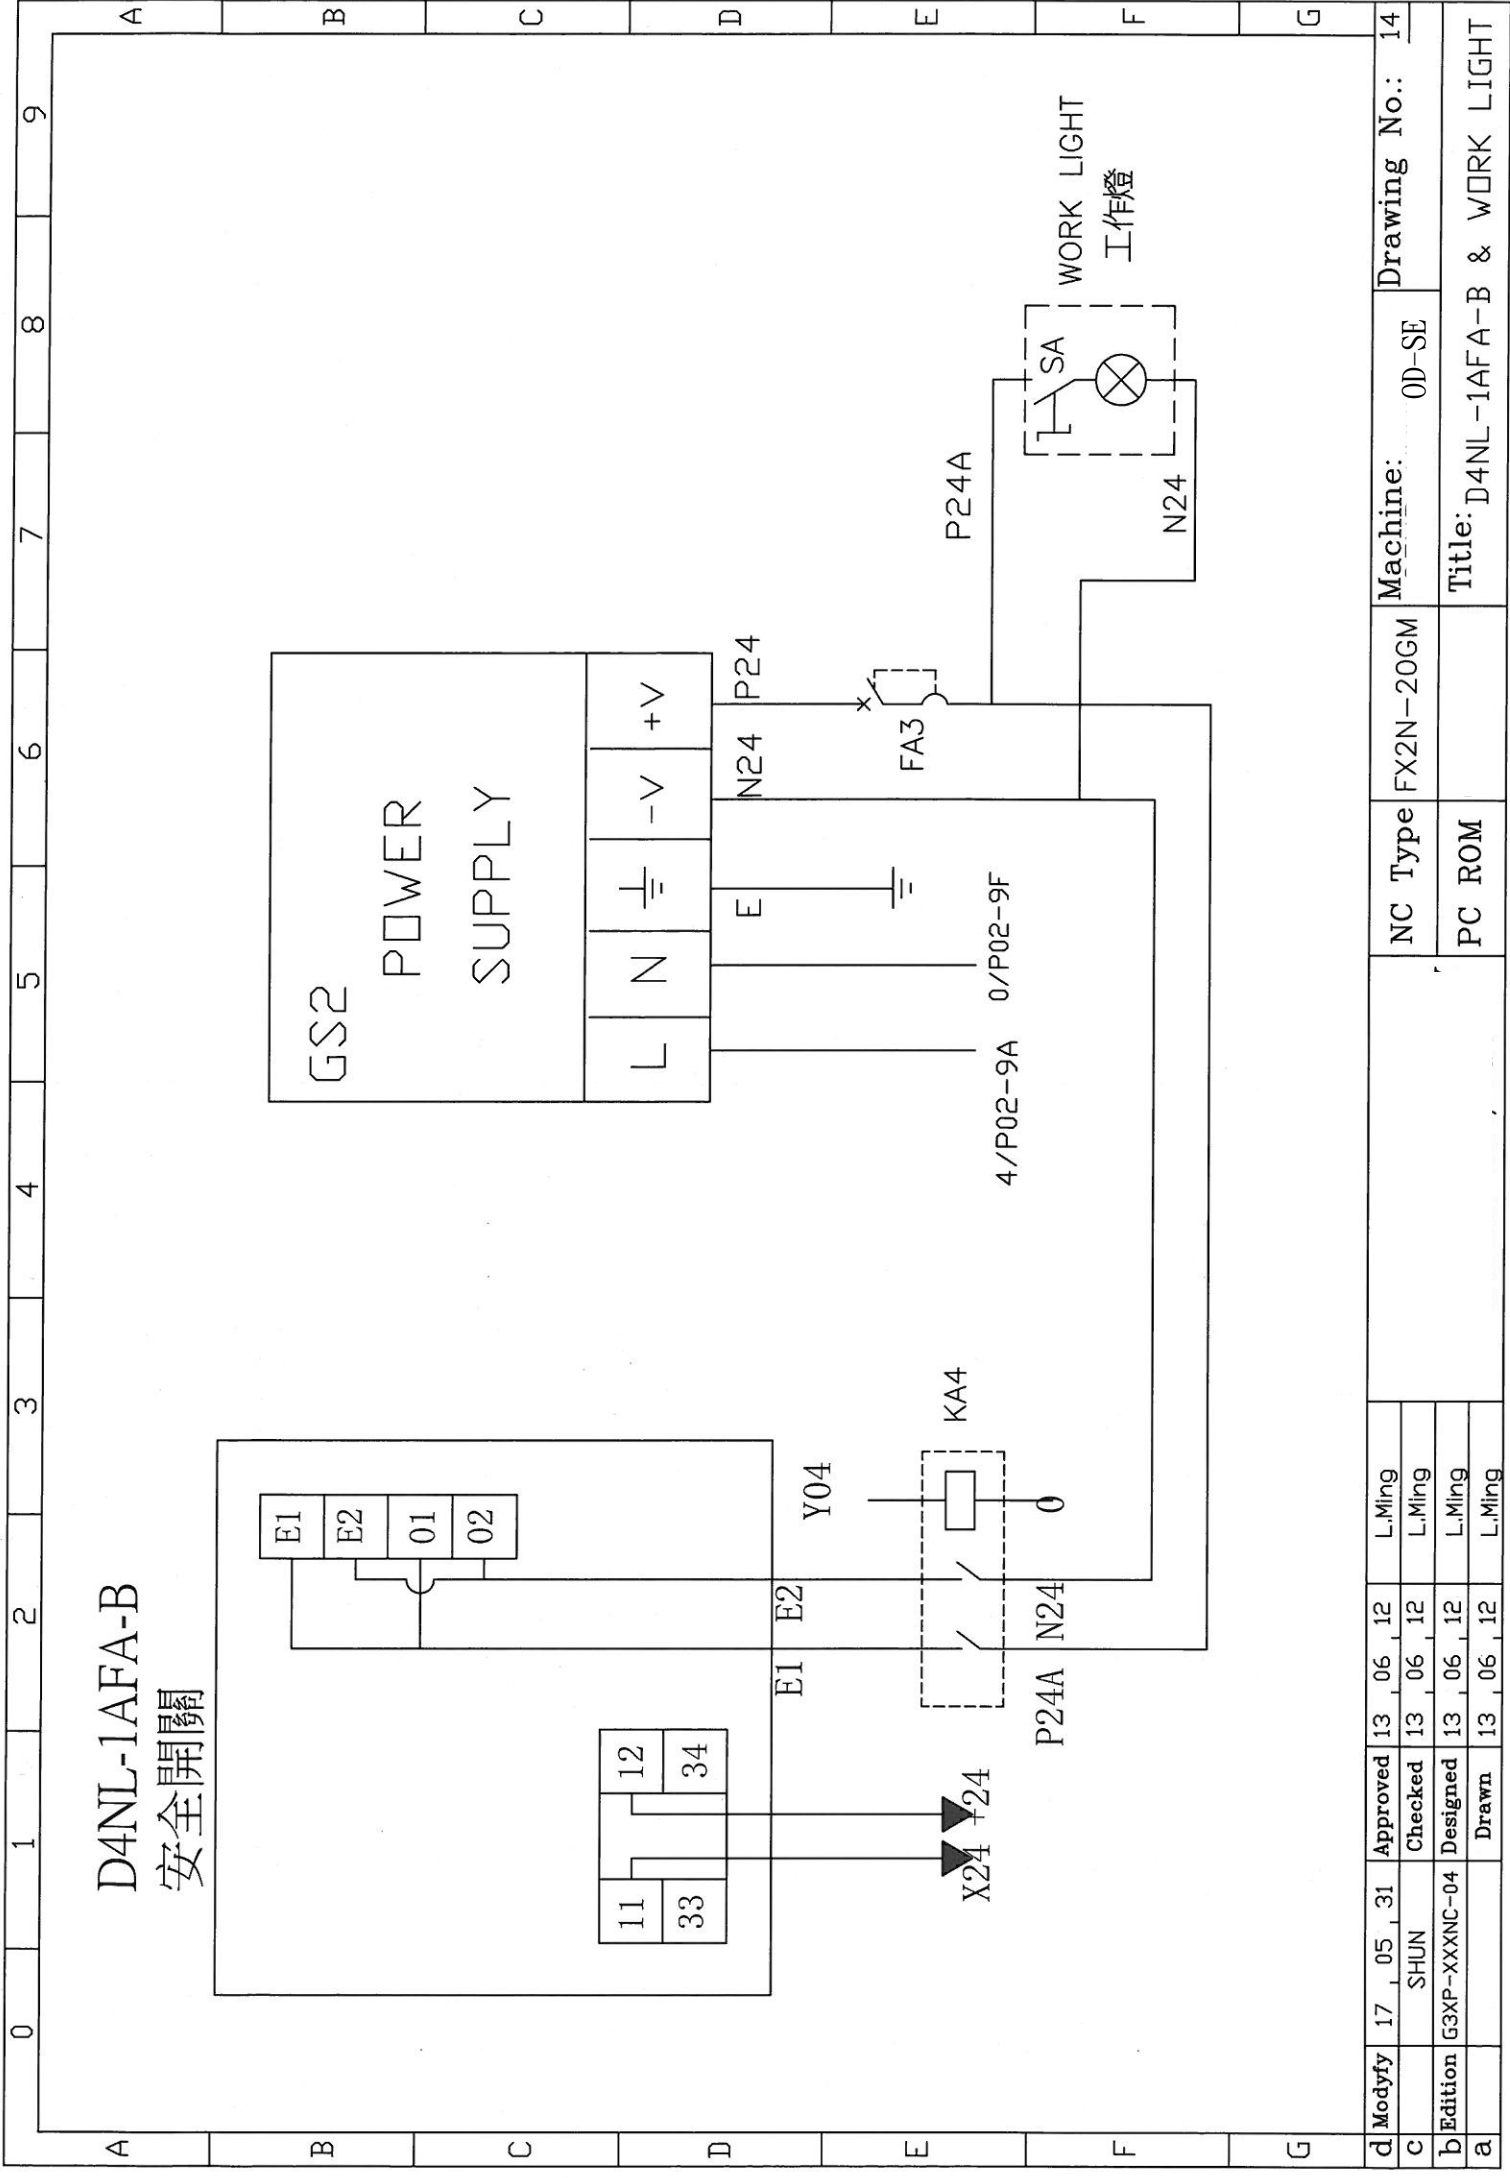 0 1 2 3 4 5 6 7 8 9
A
B
C
D
E
F
G
A
B
C
D
E
F
G
D4NL-1AFA-B
安全開關
E1
E2
01
02
11
12
33
34
E1
E2
X24
+24
Y04
0
KA4
P24A
N24
GS2
POWER
SUPPLY
L
N
-V
+V
E
N24
P24
4/P02-9A
0/P02-9F
FA3
P24A
N24
SA
WORK LIGHT
工作燈
d Modyfy 17 , 05 , 31 Approved 13 , 06 , 12 L.Ming
c SHUN Checked 13 , 06 , 12 L.Ming
b Edition G3XP-XXXNC-04 Designed 13 , 06 , 12 L.Ming
a Drawn 13 , 06 , 12 L.Ming
NC Type FX2N-20GM
PC ROM
Machine: OD-SE
Drawing No.: 14
Title: D4NL-1AFA-B & WORK LIGHT